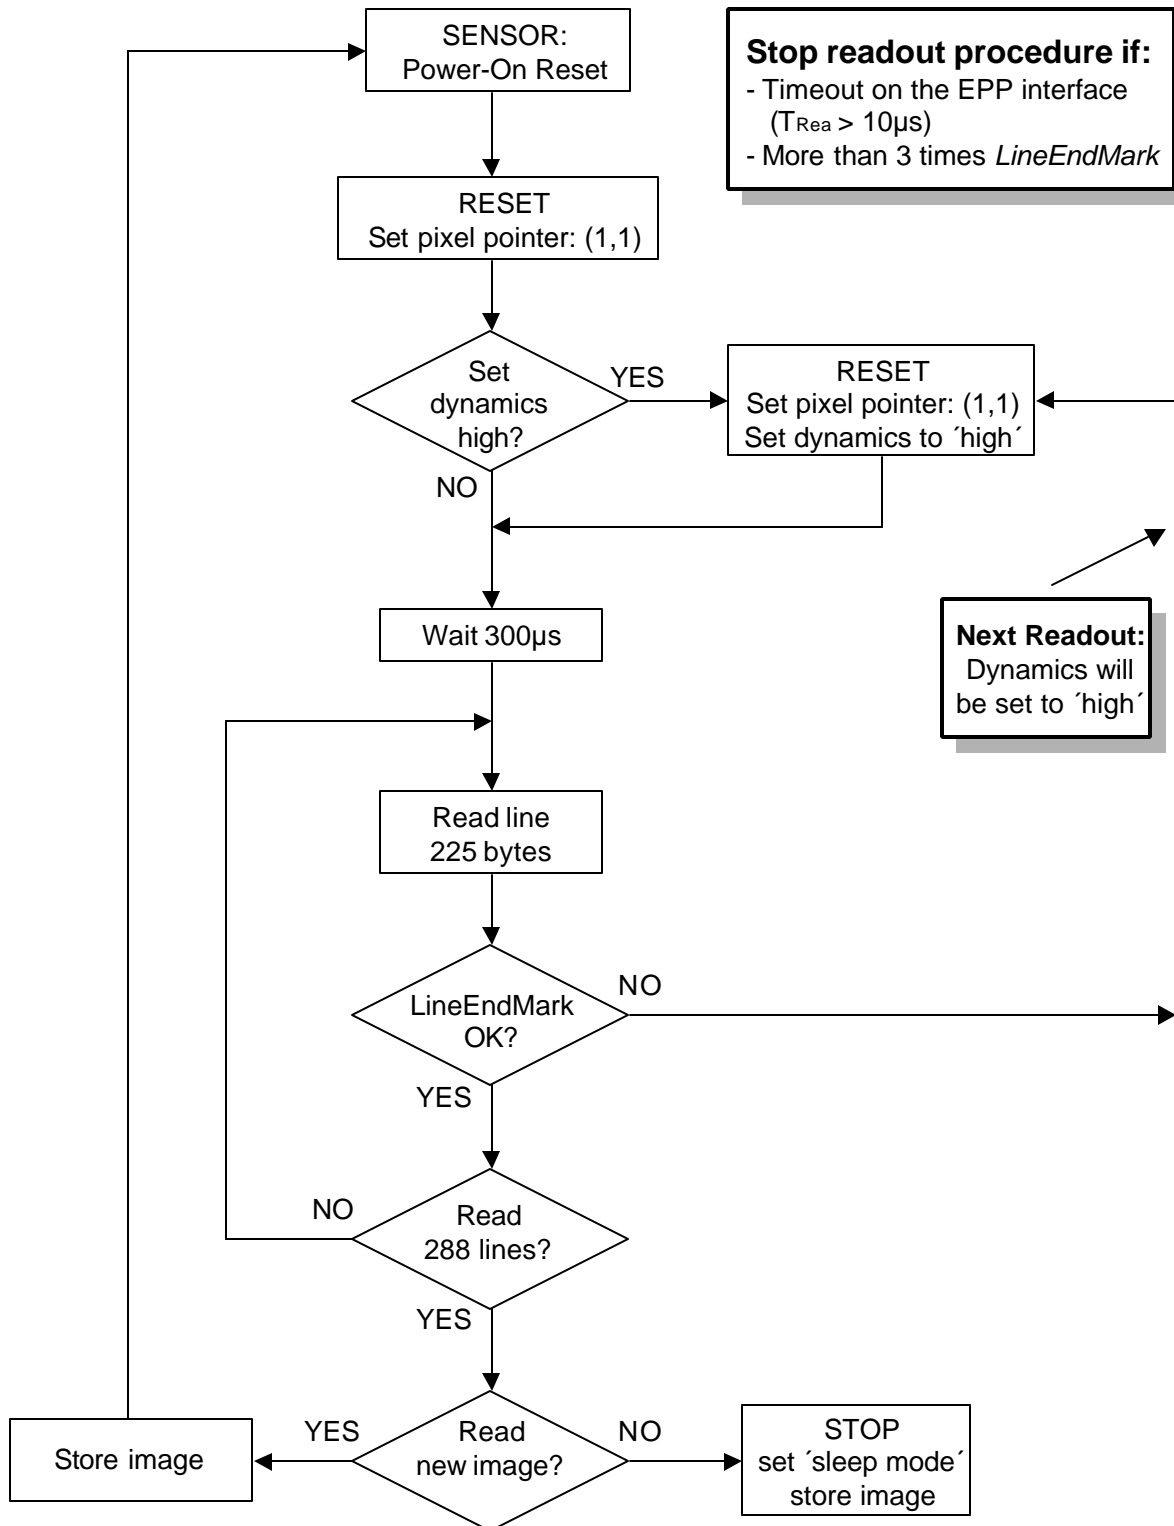 SENSOR:
Power-On Reset
Stop readout procedure if:
- Timeout on the EPP interface
(TRea > 10µs)
- More than 3 times LineEndMark
RESET
Set pixel pointer: (1,1)
Set
dynamics
high?
YES
NO
RESET
Set pixel pointer: (1,1)
Set dynamics to ´high´
Wait 300µs
Next Readout:
Dynamics will
be set to ´high´
Read line
225 bytes
LineEndMark
OK?
NO
YES
Read
288 lines?
NO
YES
Read
new image?
YES
NO
Store image
STOP
set ´sleep mode´
store image